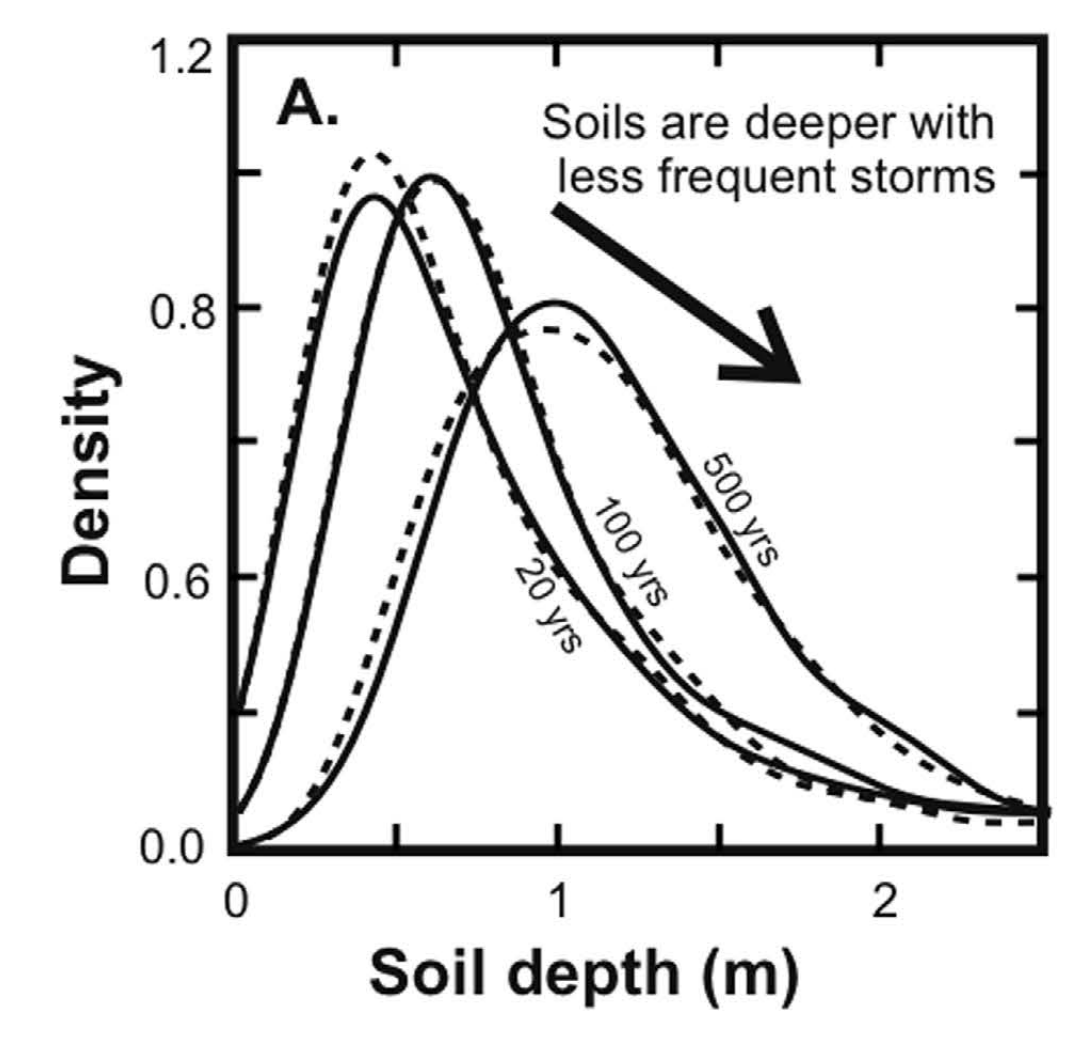 1.2
A.
Soils are deeper with
less frequent storms
0.8
Density
500 yrs
100 yrs
0.6
20 yrs
0.0
0 1 2
Soil depth (m)